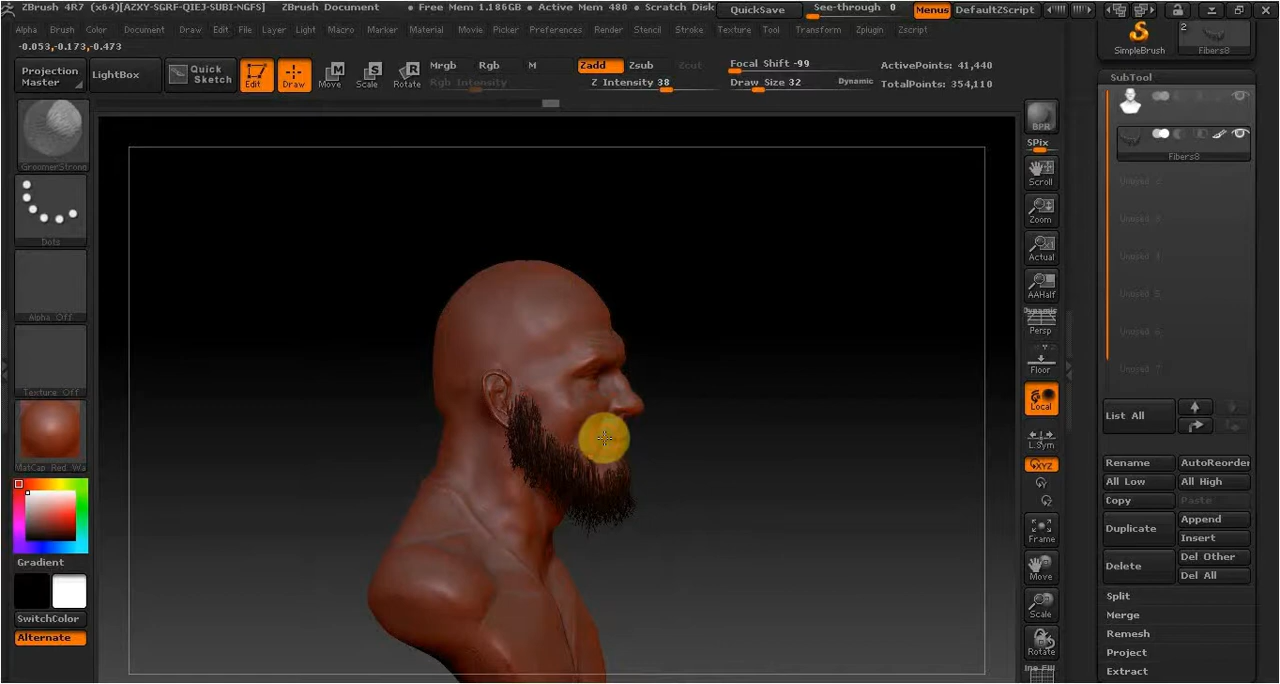 ZBrush 4R7 (x64)[AZXY-SGRF-QIEJ-SUBI-NGFS] ZBrush Document • Free Mem 1.186GB • Active Mem 480 • Scratch Disk QuickSave See-through 0 Menus DefaultZScript
Alpha Brush Color Document Draw Edit File Layer Light Macro Marker Material Movie Picker Preferences Render Stencil Stroke Texture Tool Transform Zplugin Zscript
-0.053,-0.173,-0.473
Projection Master
LightBox
Quick Sketch
Edit
Draw
Move
Scale
Rotate
Mrgb Rgb M
Rgb Intensity
Zadd Zsub Zcut
Z Intensity 38
Focal Shift -99
Draw Size 32 Dynamic
ActivePoints: 41,440
TotalPoints: 354,110
GroomerStrong
Dots
Alpha Off
Texture Off
MatCap Red Wa
Gradient
SwitchColor
Alternate
BPR
SPix
Scroll
Zoom
Actual
AAHalf
Dynamic
Persp
Floor
Local
L.Sym
XYZ
Frame
Move
Scale
Rotate
SimpleBrush
2
Fibers8
SubTool
Fibers8
List All
Rename AutoReorder
All Low All High
Copy Paste
Duplicate
Append
Insert
Delete
Del Other
Del All
Split
Merge
Remesh
Project
Extract